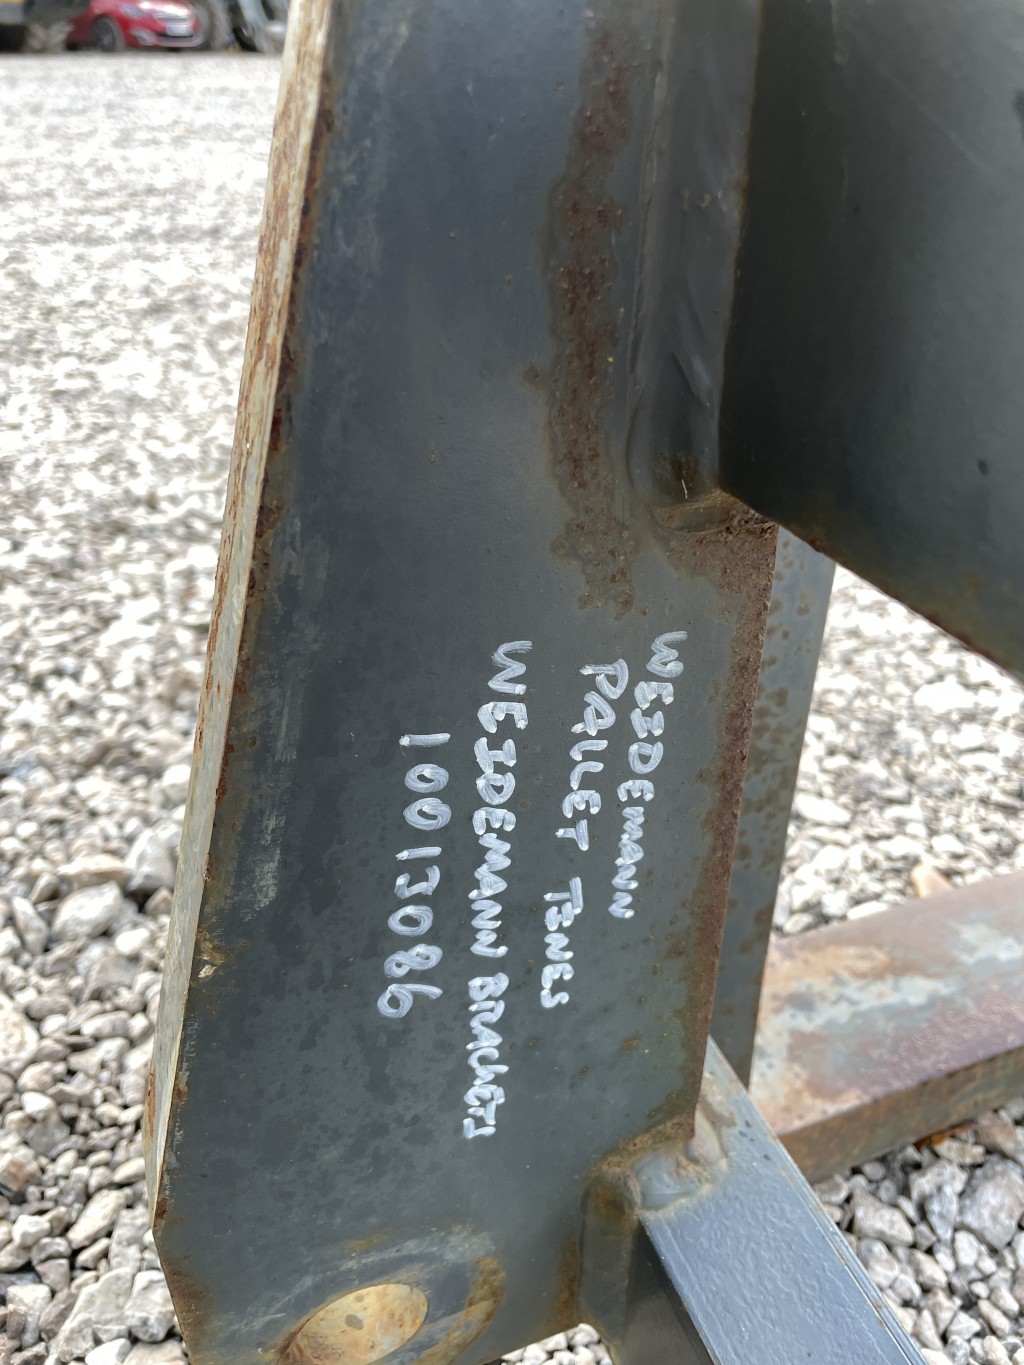 WEIDEMANN
PALLET TINES
WEIDEMANN BRACKETS
10013086